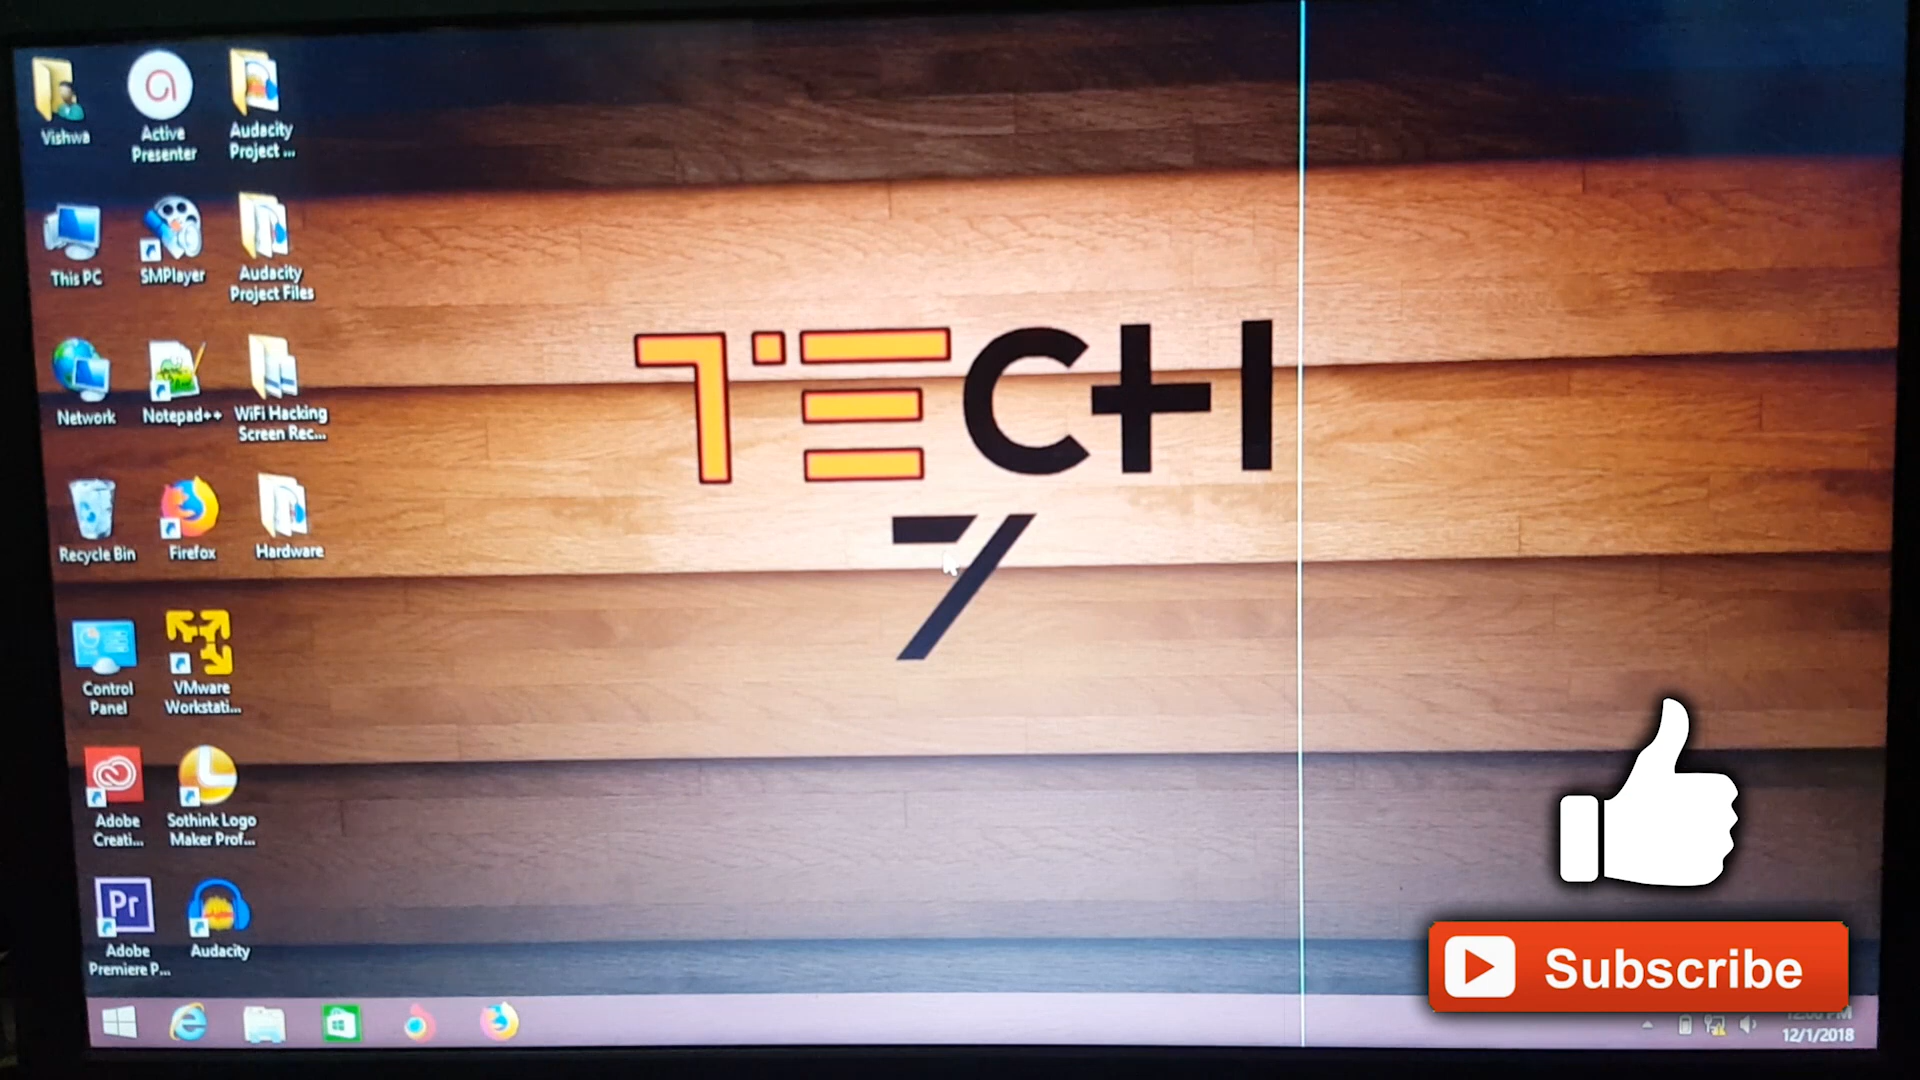 Vishwa
Active
Presenter
Audacity
Project ...
This PC
SMPlayer
Audacity
Project Files
Network
Notepad++
WiFi Hacking
Screen Rec...
Recycle Bin
Firefox
Hardware
TECH
7
Control
Panel
VMware
Workstati...
Adobe
Creati...
Sothink Logo
Maker Prof...
Pr
Adobe
Premiere P...
Audacity
Subscribe
12/1/2018